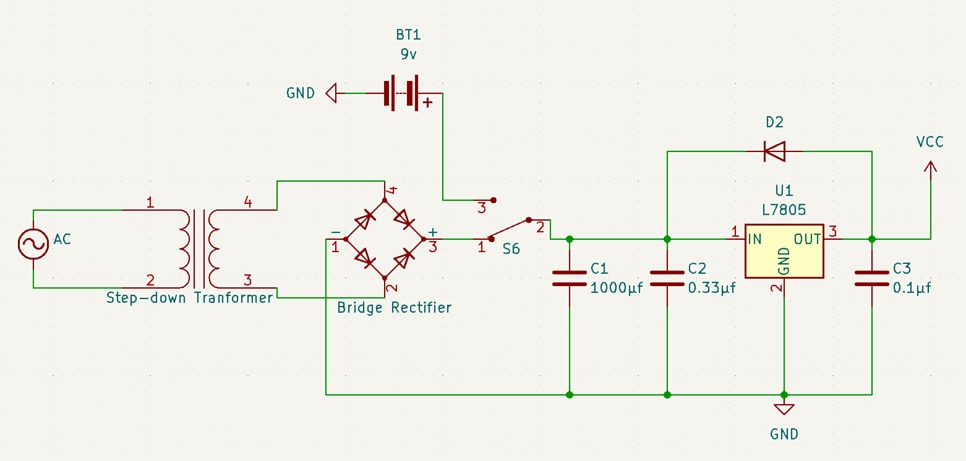 BT1
9v
GND
+
D2
VCC
U1
L7805
1
4
4
3
AC
−
+
1
3
1
2
S6
1
IN
OUT
3
GND
2
C1
1000µf
C2
0.33µf
C3
0.1µf
2
3
2
Step-down Tranformer
Bridge Rectifier
GND